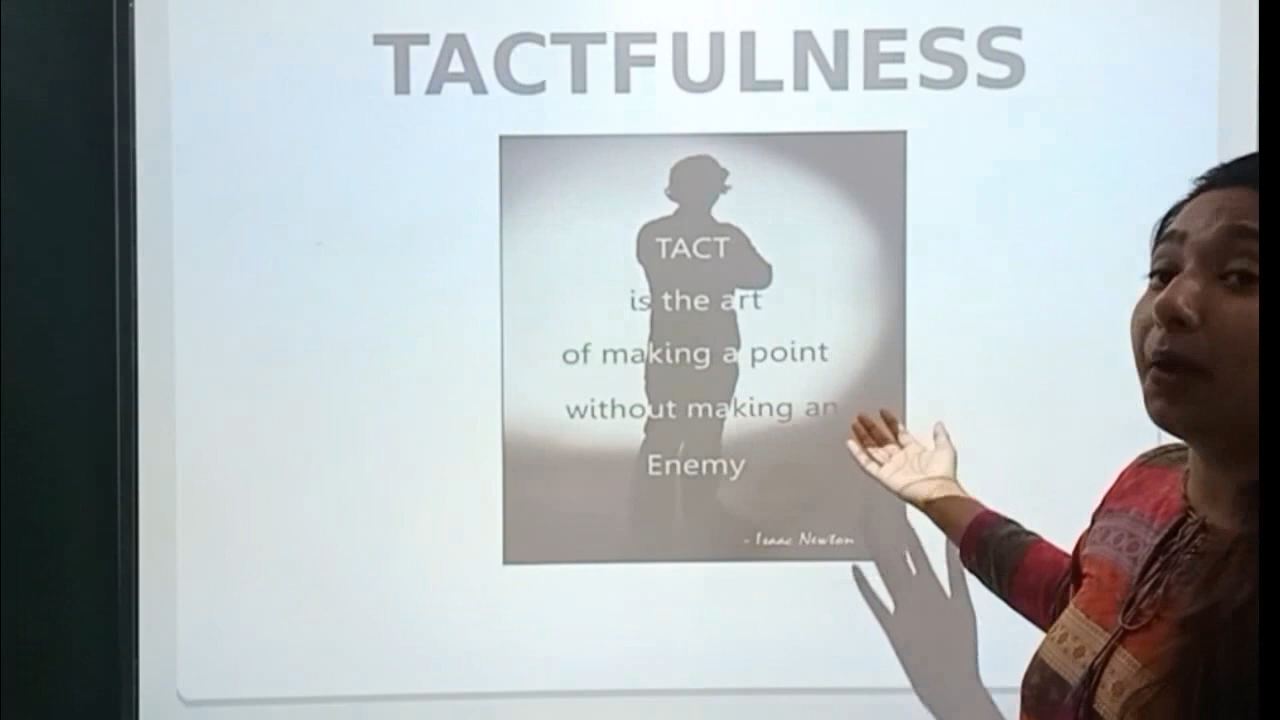 TACTFULNESS
TACT
is the art
of making a point
without making an
Enemy
- Isaac Newton